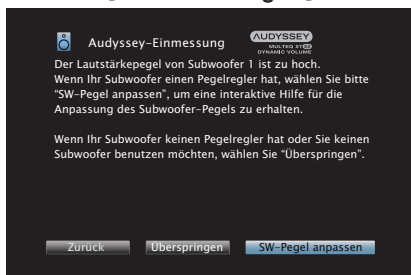 Audyssey-Einmessung
AUDYSSEY
MULTEQ XT32
DYNAMIC VOLUME
Der Lautstärkepegel von Subwoofer 1 ist zu hoch.
Wenn Ihr Subwoofer einen Pegelregler hat, wählen Sie bitte
“SW-Pegel anpassen”, um eine interaktive Hilfe für die
Anpassung des Subwoofer-Pegels zu erhalten.
Wenn Ihr Subwoofer keinen Pegelregler hat oder Sie keinen
Subwoofer benutzen möchten, wählen Sie “Überspringen”.
Zurück Überspringen SW-Pegel anpassen